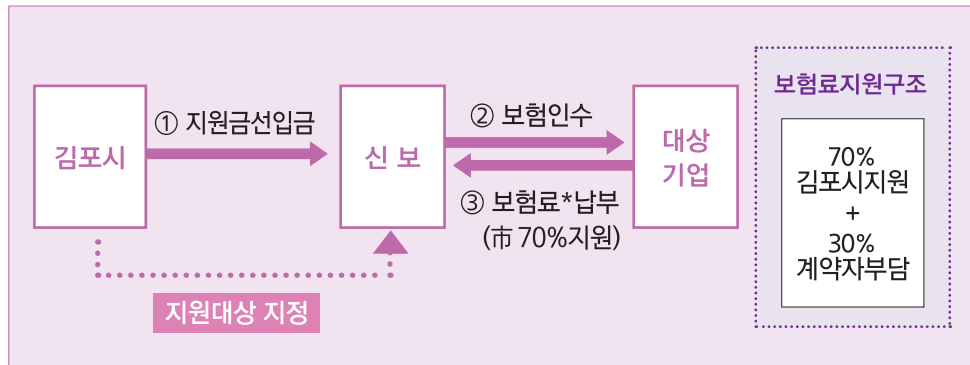 김포시
① 지원금선입금
신 보
② 보험인수
③ 보험료*납부
(市 70%지원)
대상
기업
지원대상 지정
보험료지원구조
70%
김포시지원
+
30%
계약자부담